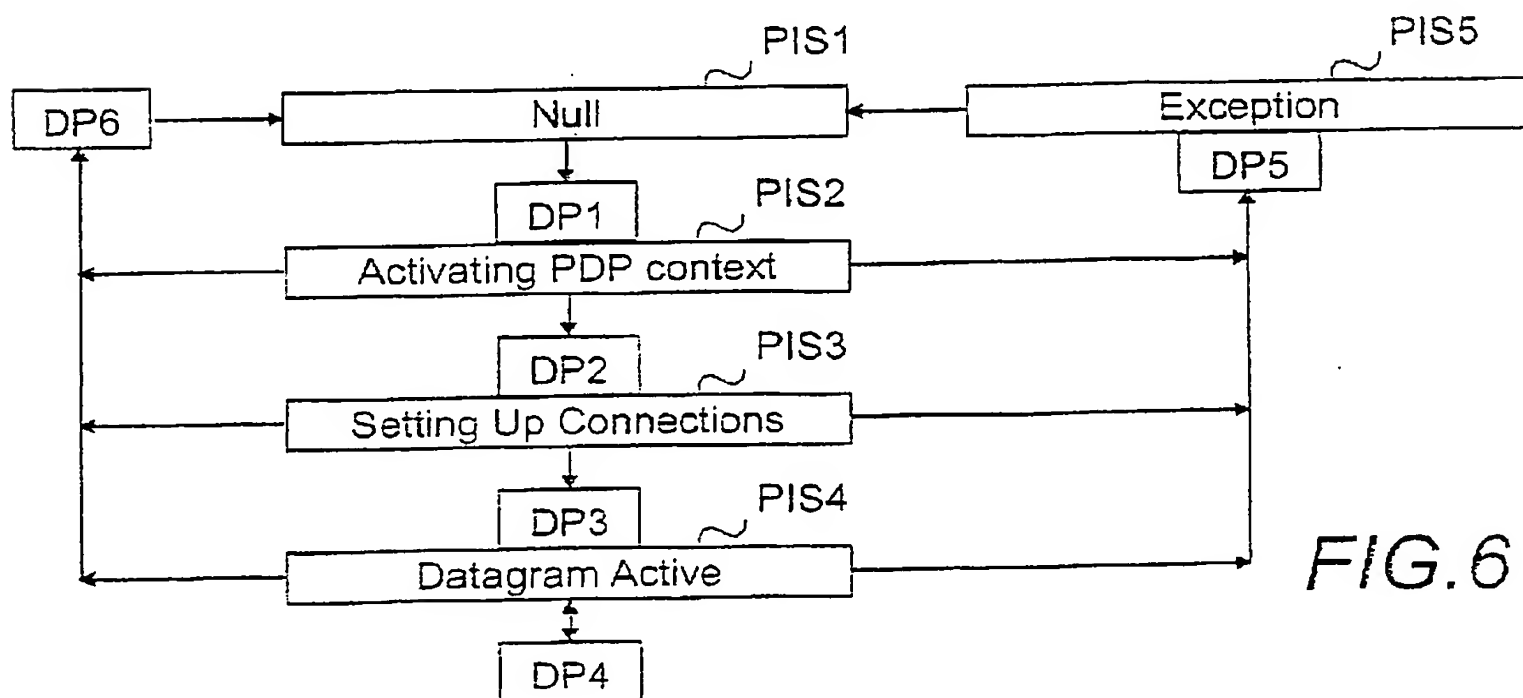 PIS1
PIS5
DP6
Null
Exception
DP5
DP1
PIS2
Activating PDP context
DP2
PIS3
Setting Up Connections
DP3
PIS4
Datagram Active
FIG.6
DP4